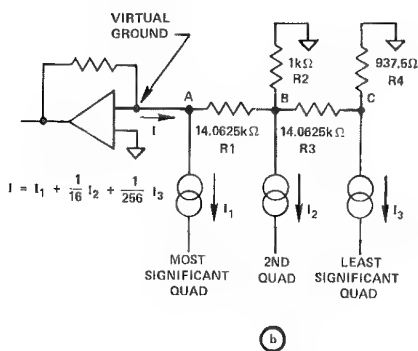 VIRTUAL
GROUND
1kΩ
R2
937.5Ω
R4
A
B
C
I
14.0625kΩ
R1
14.0625kΩ
R3
I = I₁ + 1/16 I₂ + 1/256 I₃
I₁
I₂
I₃
MOST
SIGNIFICANT
QUAD
2ND
QUAD
LEAST
SIGNIFICANT
QUAD
b